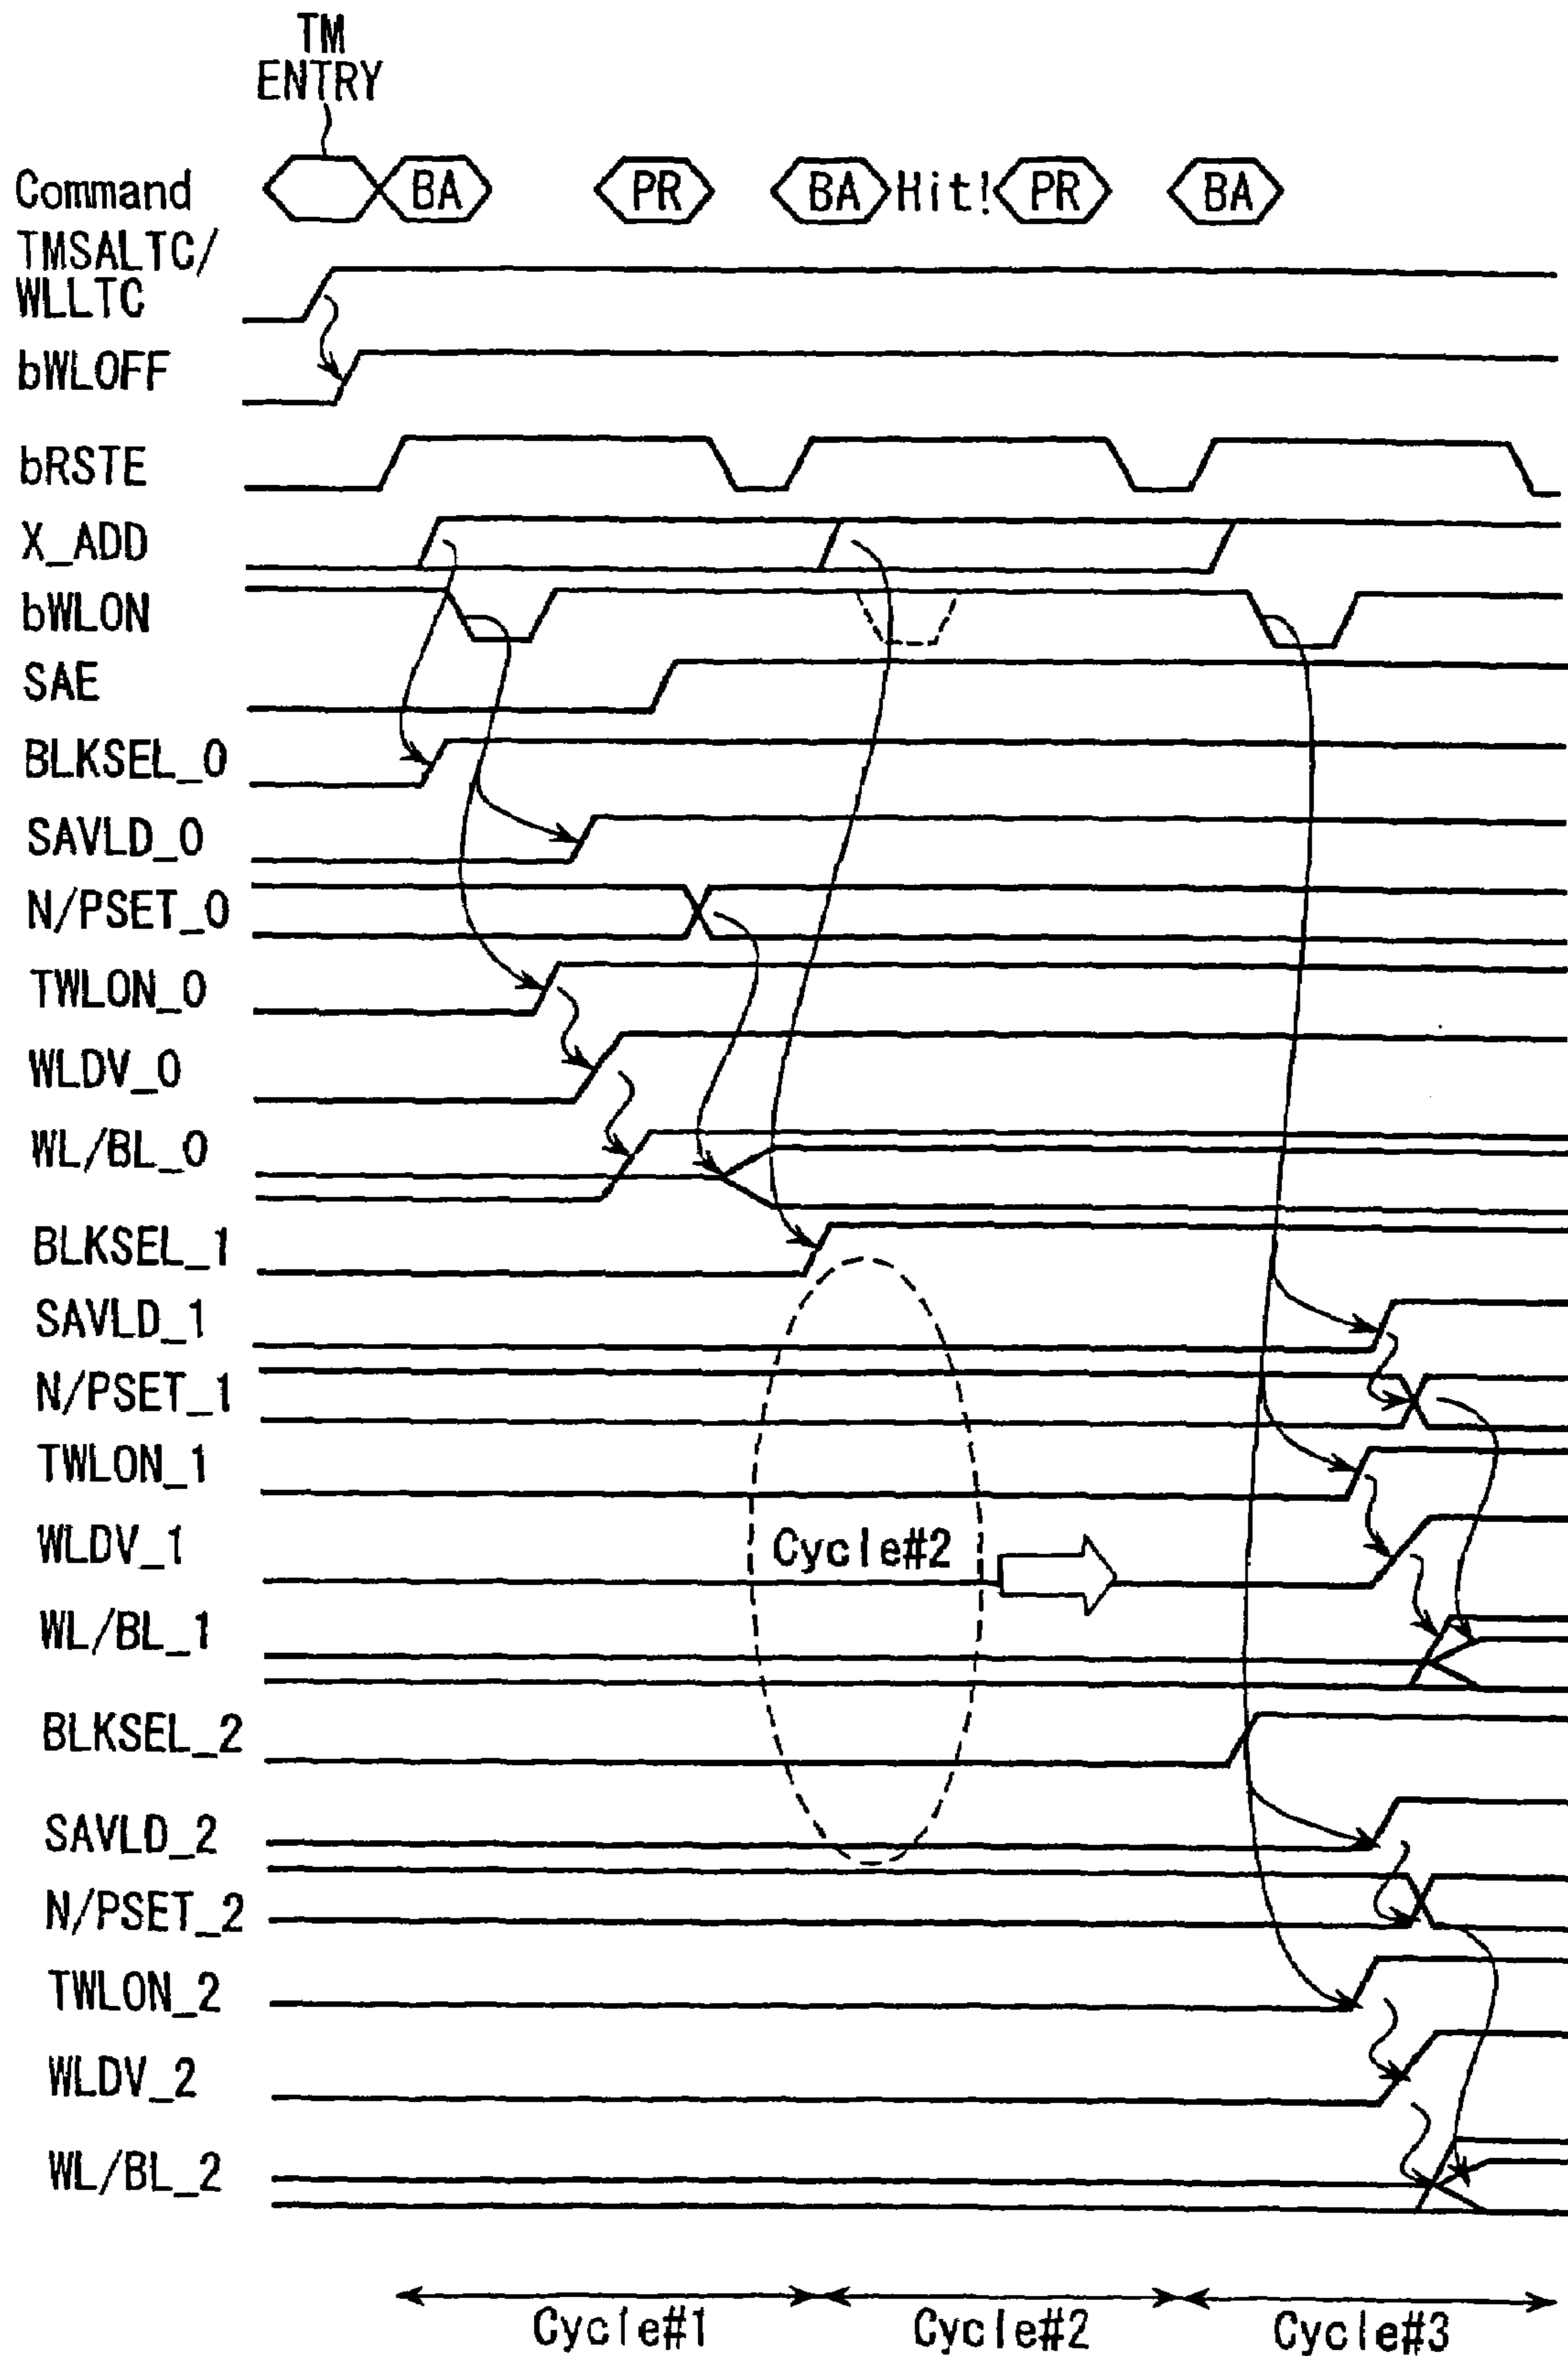 TM
ENTRY
Command BA PR BA Hit! PR BA
TMSALTC/
WLLTC
bWLOFF
bRSTE
X_ADD
bWLON
SAE
BLKSEL_0
SAVLD_0
N/PSET_0
TWLON_0
WLDV_0
WL/BL_0
BLKSEL_1
SAVLD_1
N/PSET_1
TWLON_1
WLDV_1 Cycle#2
WL/BL_1
BLKSEL_2
SAVLD_2
N/PSET_2
TWLON_2
WLDV_2
WL/BL_2
Cycle#1 Cycle#2 Cycle#3